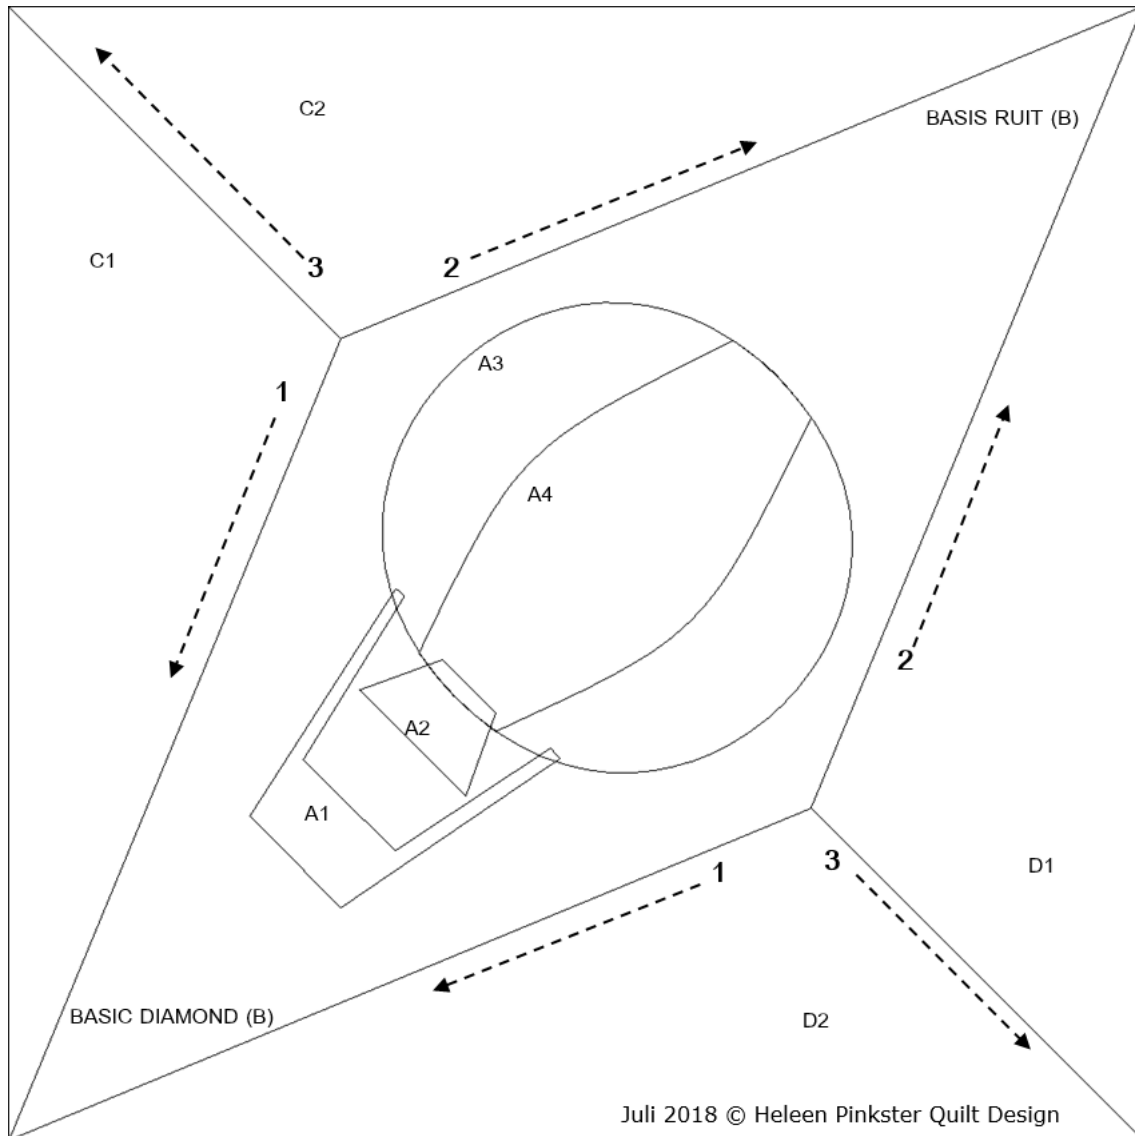 C2
BASIS RUIT (B)
C1
3
2
A3
1
A4
2
A2
A1
1
3
D1
BASIC DIAMOND (B)
D2
Juli 2018 © Heleen Pinkster Quilt Design